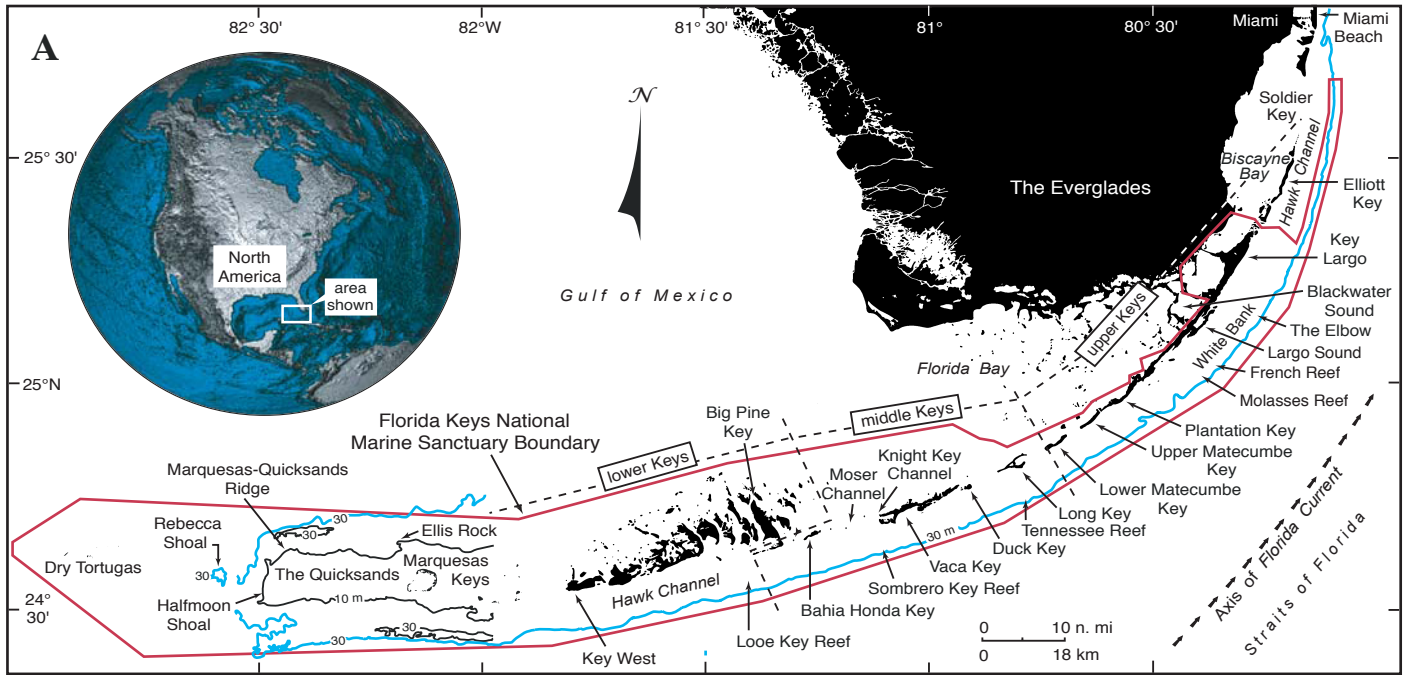 A
82° 30'
82°W
81° 30'
81°
80° 30'
Miami
Miami
Beach
N
Soldier
Key
25° 30'
Biscayne
Bay
Hawk Channel
The Everglades
Elliott
Key
North
America
area
shown
Gulf of Mexico
Key
Largo
Blackwater
Sound
upper Keys
White Bank
The Elbow
Largo Sound
French Reef
Florida Bay
25°N
Molasses Reef
Florida Keys National
Marine Sanctuary Boundary
Big Pine
Key
middle Keys
Plantation Key
Upper Matecumbe
Key
lower Keys
Marquesas-Quicksands
Ridge
Moser
Channel
Knight Key
Channel
Lower Matecumbe
Key
Long Key
Tennessee Reef
Rebecca
Shoal
30
30
Ellis Rock
30 m
Duck Key
Axis of Florida Current
Straits of Florida
Dry Tortugas
30
The Quicksands
Marquesas
Keys
Vaca Key
Sombrero Key Reef
Hawk Channel
10 m
24°
30'
Halfmoon
Shoal
Bahia Honda Key
30
30
Looe Key Reef
Key West
0 10 n. mi
0 18 km